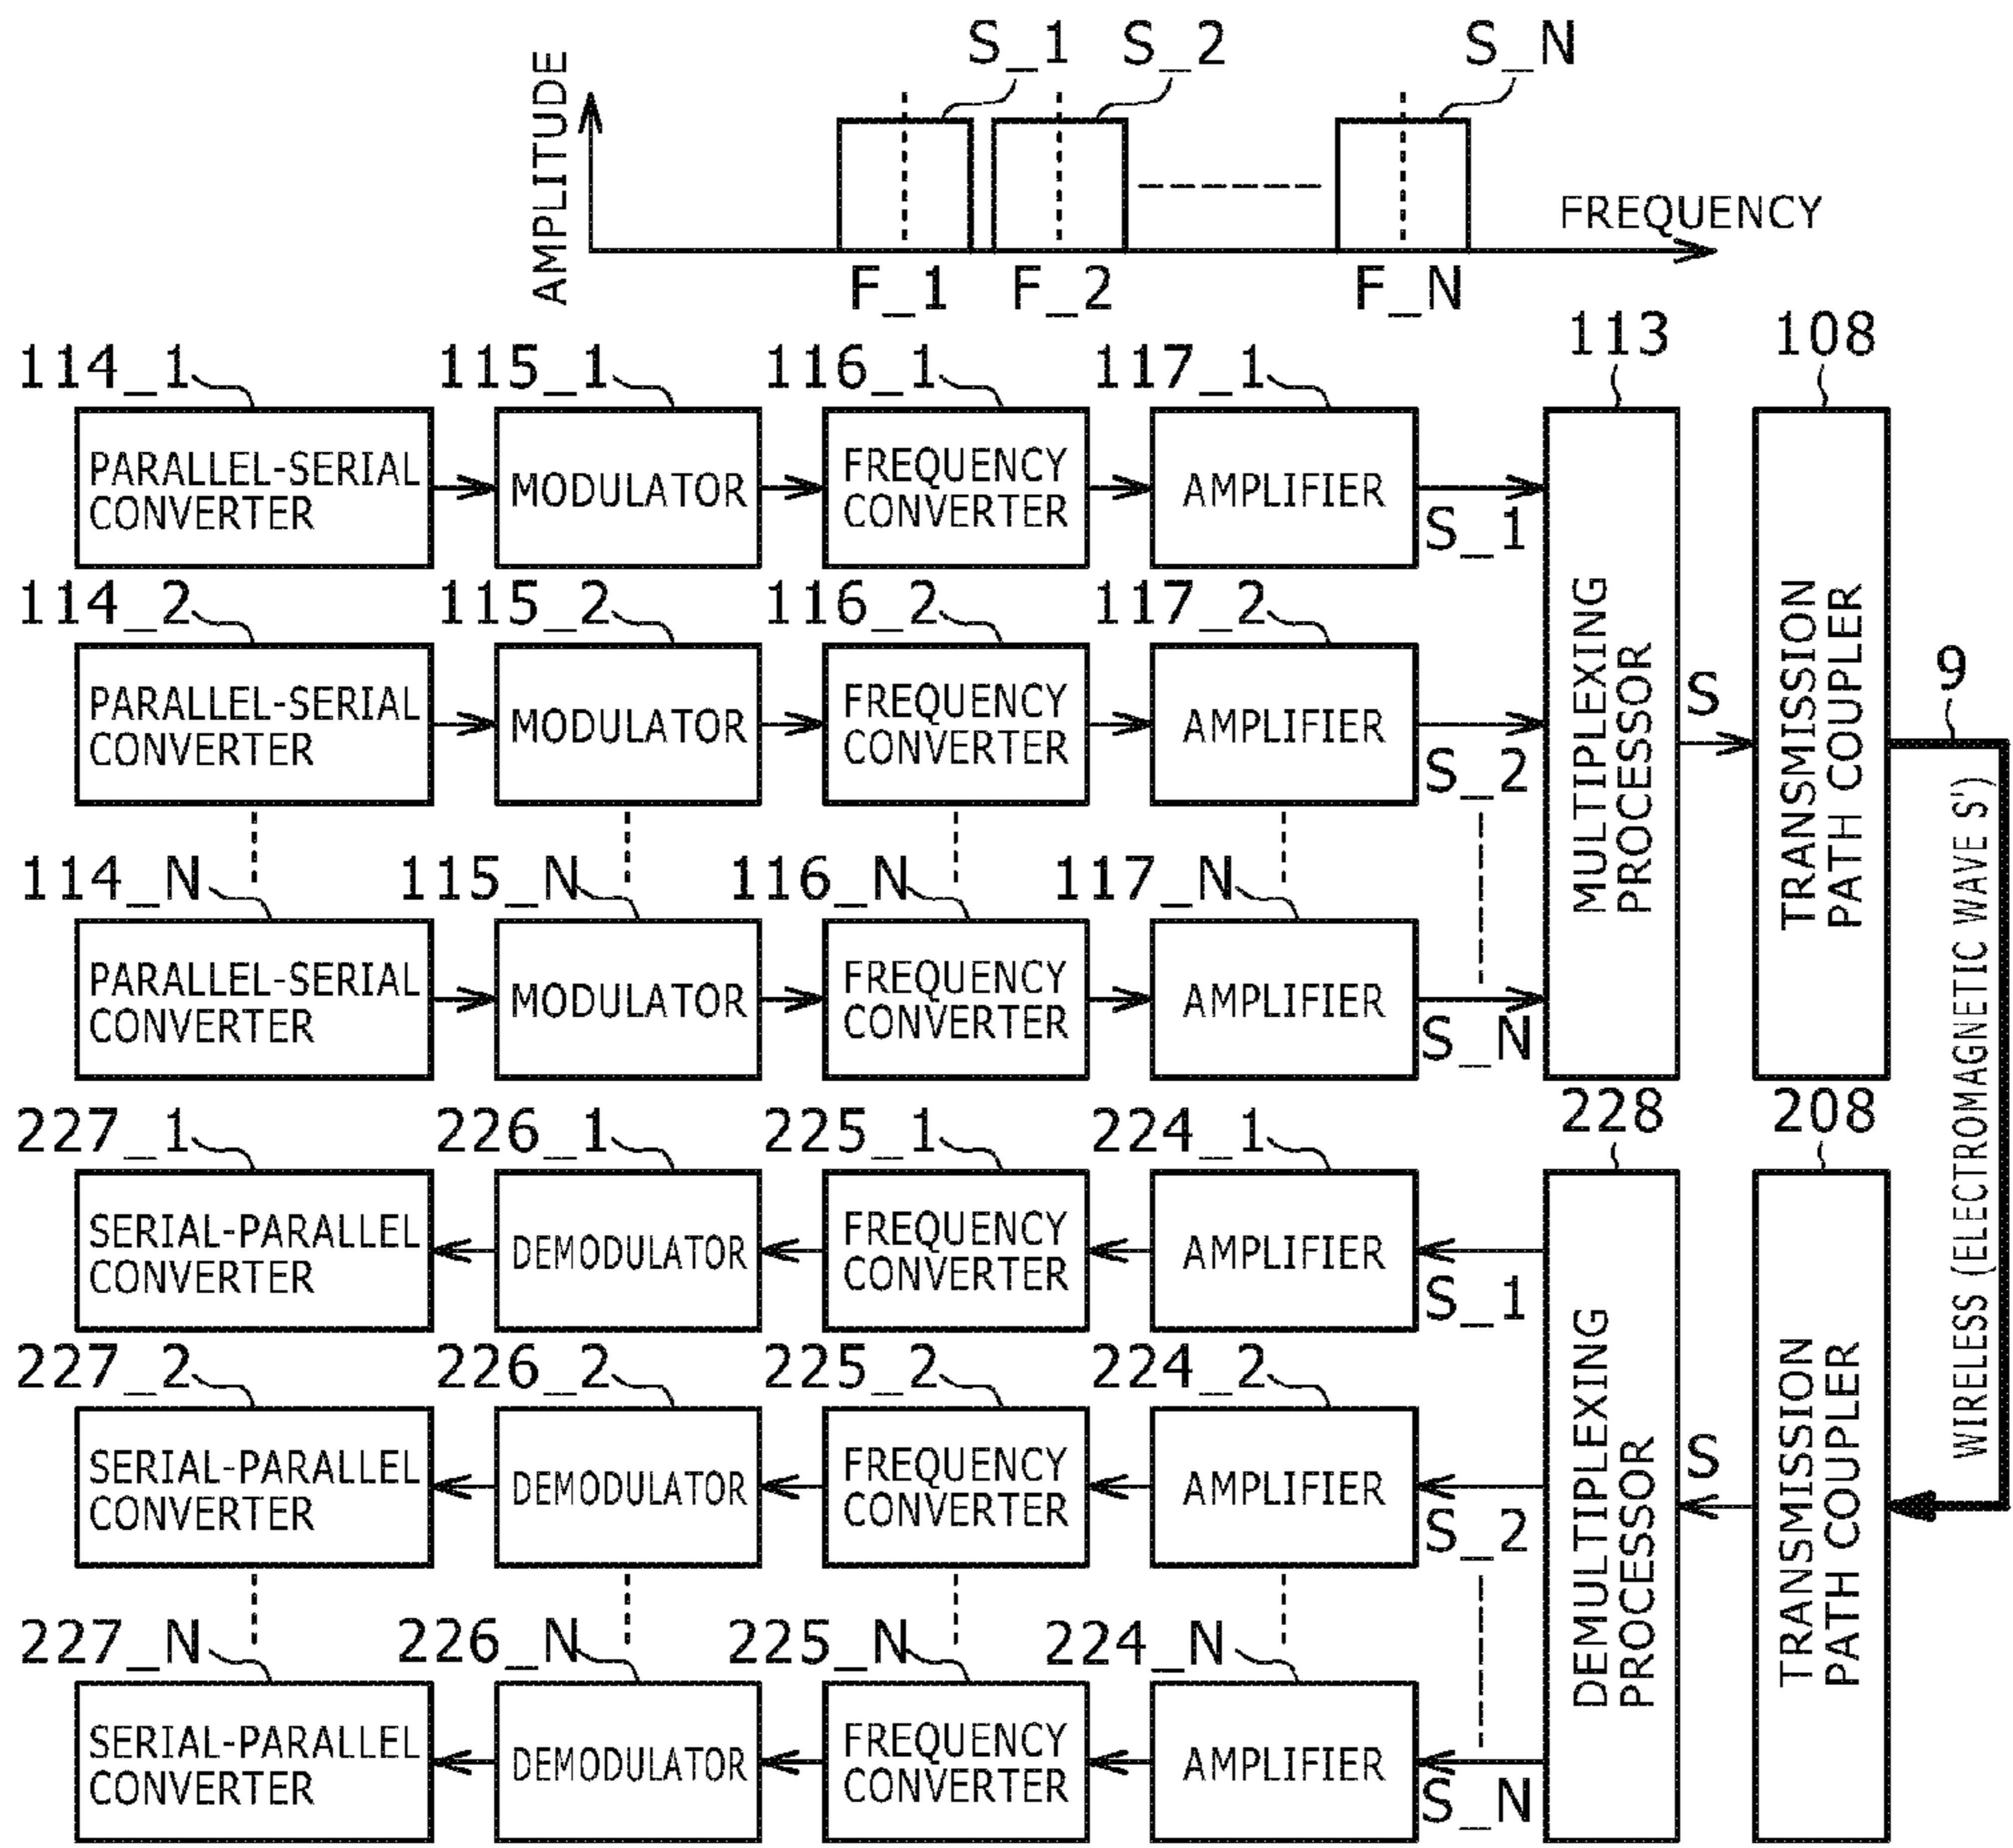 S_1 S_2 S_N
AMPLITUDE
FREQUENCY
F_1 F_2 F_N
113 108
114_1 115_1 116_1 117_1
PARALLEL-SERIAL
CONVERTER
MODULATOR
FREQUENCY
CONVERTER
AMPLIFIER
S_1
114_2 115_2 116_2 117_2
PARALLEL-SERIAL
CONVERTER
MODULATOR
FREQUENCY
CONVERTER
AMPLIFIER
S_2
114_N 115_N 116_N 117_N
PARALLEL-SERIAL
CONVERTER
MODULATOR
FREQUENCY
CONVERTER
AMPLIFIER
S_N
MULTIPLEXING
PROCESSOR
S
TRANSMISSION
PATH COUPLER
9
WIRELESS (ELECTROMAGNETIC WAVE S')
228 208
227_1 226_1 225_1 224_1
SERIAL-PARALLEL
CONVERTER
DEMODULATOR
FREQUENCY
CONVERTER
AMPLIFIER
S_1
227_2 226_2 225_2 224_2
SERIAL-PARALLEL
CONVERTER
DEMODULATOR
FREQUENCY
CONVERTER
AMPLIFIER
S_2
227_N 226_N 225_N 224_N
SERIAL-PARALLEL
CONVERTER
DEMODULATOR
FREQUENCY
CONVERTER
AMPLIFIER
S_N
DEMULTIPLEXING
PROCESSOR
S
TRANSMISSION
PATH COUPLER